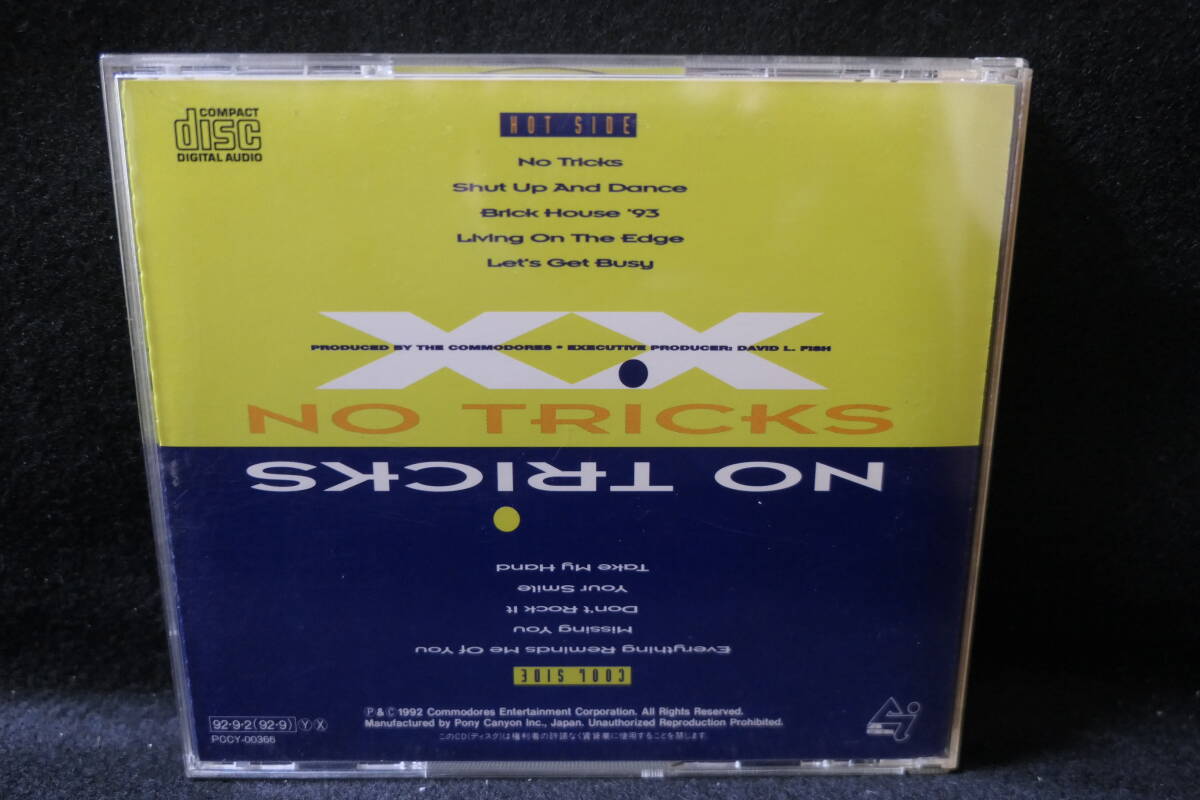 COMPACT
disc
DIGITAL AUDIO
HOT SIDE
No Tricks
Shut Up And Dance
Brick House '93
Living On The Edge
Let's Get Busy
XX
PRODUCED BY THE COMMODORES • EXECUTIVE PRODUCER: DAVID L. FISH
NO TRICKS
NO TRICKS
COOL SIDE
Everything Reminds Me Of You
Missing You
Don't Rock It
Your Smile
Take My Hand
℗&©1992 Commodores Entertainment Corporation. All Rights Reserved.
Manufactured by Pony Canyon Inc., Japan. Unauthorized Reproduction Prohibited.
このCD(ディスク)は権利者の許諾なく賃貸業に使用することを禁じます。
92・9・2(92・9)ⓎⓍ
PCCY-00366